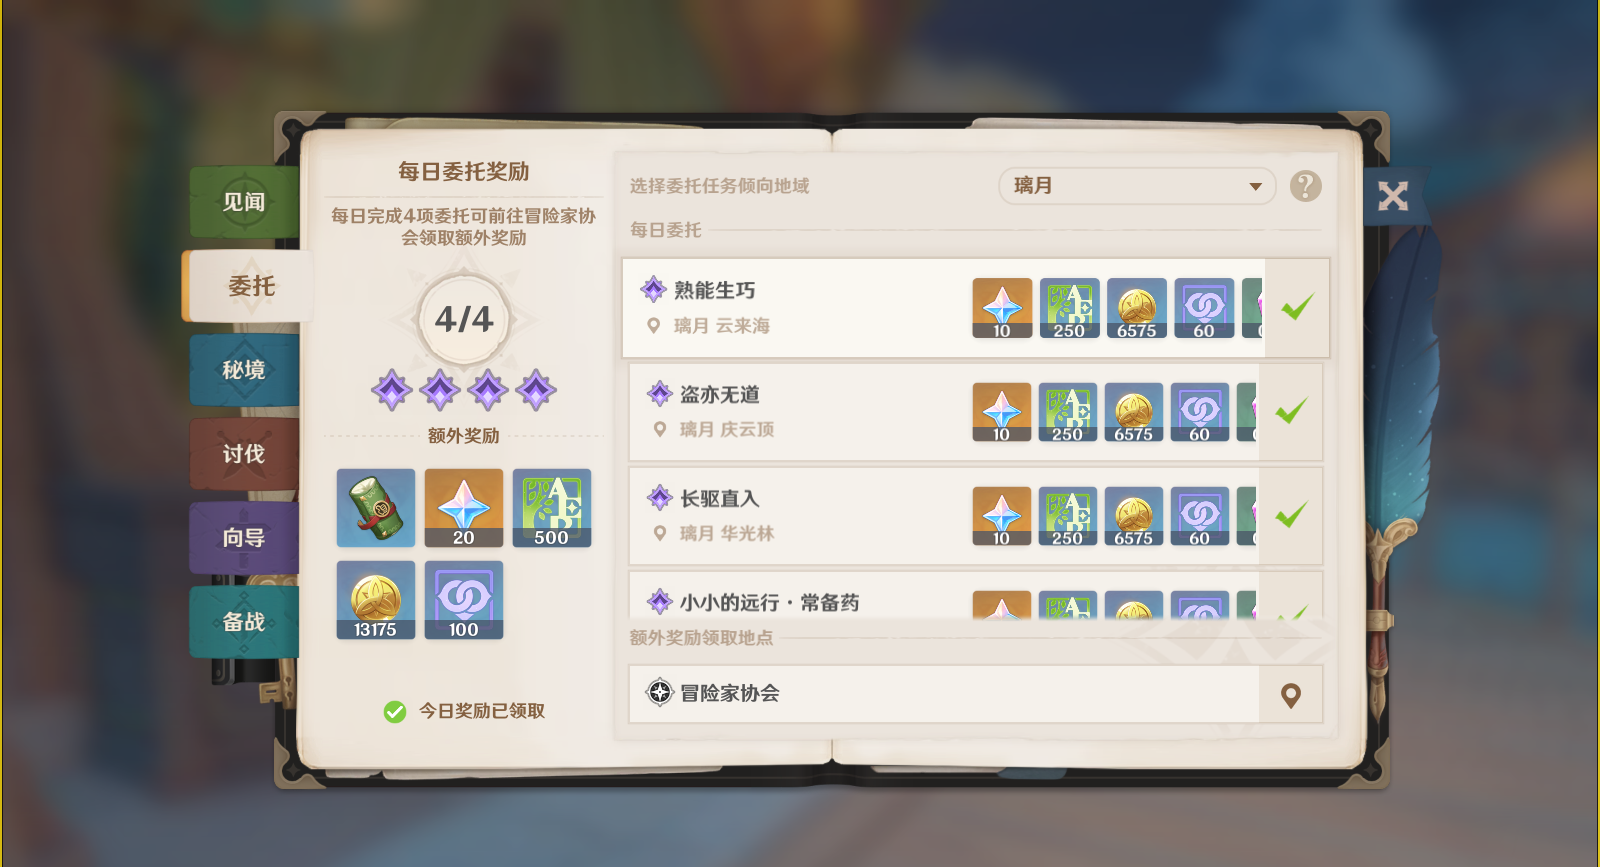 见闻
委托
秘境
讨伐
向导
备战
每日委托奖励
每日完成4项委托可前往冒险家协
会领取额外奖励
4/4
额外奖励
20
500
13175
100
今日奖励已领取
选择委托任务倾向地域
璃月
?
每日委托
熟能生巧
璃月 云来海
10
250
6575
60
盗亦无道
璃月 庆云顶
10
250
6575
60
长驱直入
璃月 华光林
10
250
6575
60
小小的远行·常备药
额外奖励领取地点
冒险家协会